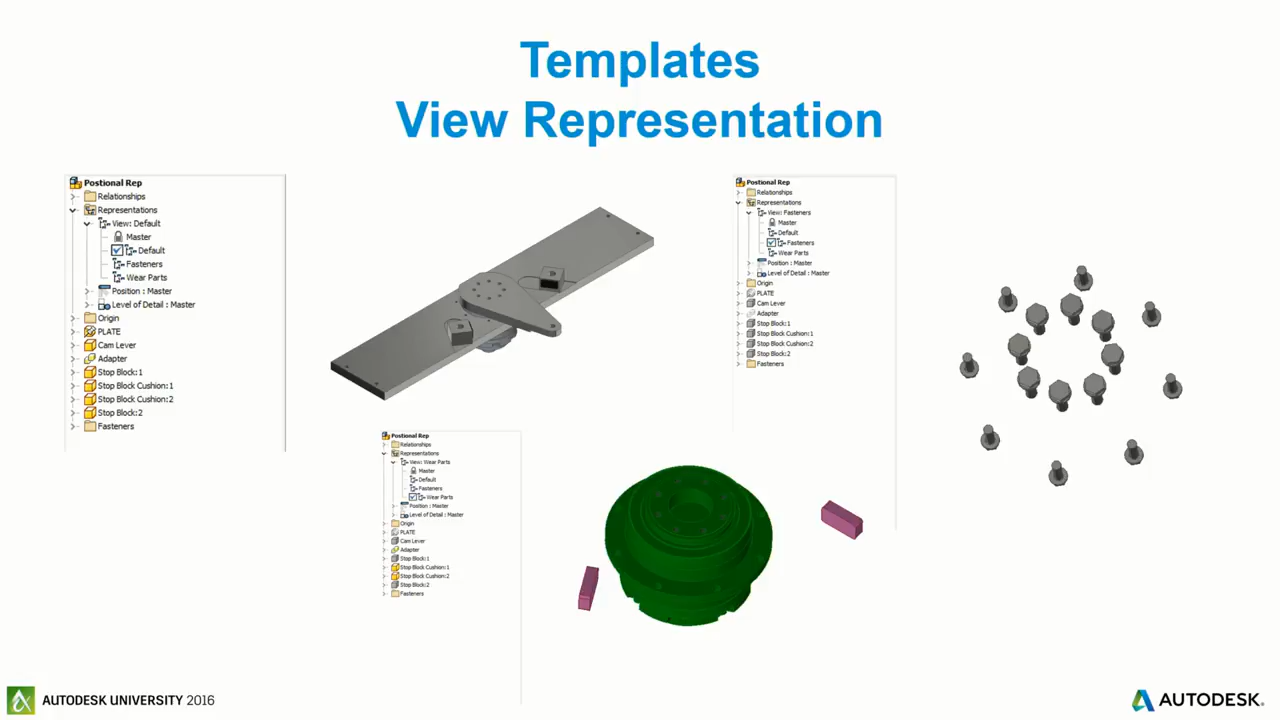 Templates
View Representation
Postional Rep
Relationships
Representations
View: Default
Master
Default
Fasteners
Wear Parts
Position : Master
Level of Detail : Master
Origin
PLATE
Cam Lever
Adapter
Stop Block:1
Stop Block Cushion:1
Stop Block Cushion:2
Stop Block:2
Fasteners
Postional Rep
Relationships
Representations
View: Fasteners
Master
Default
Fasteners
Wear Parts
Position : Master
Level of Detail : Master
Origin
PLATE
Cam Lever
Adapter
Stop Block:1
Stop Block Cushion:1
Stop Block Cushion:2
Stop Block:2
Fasteners
Postional Rep
Relationships
Representations
View: Wear Parts
Master
Default
Fasteners
Wear Parts
Position : Master
Level of Detail : Master
Origin
PLATE
Cam Lever
Adapter
Stop Block:1
Stop Block Cushion:1
Stop Block Cushion:2
Stop Block:2
Fasteners
AUTODESK UNIVERSITY 2016
AUTODESK.